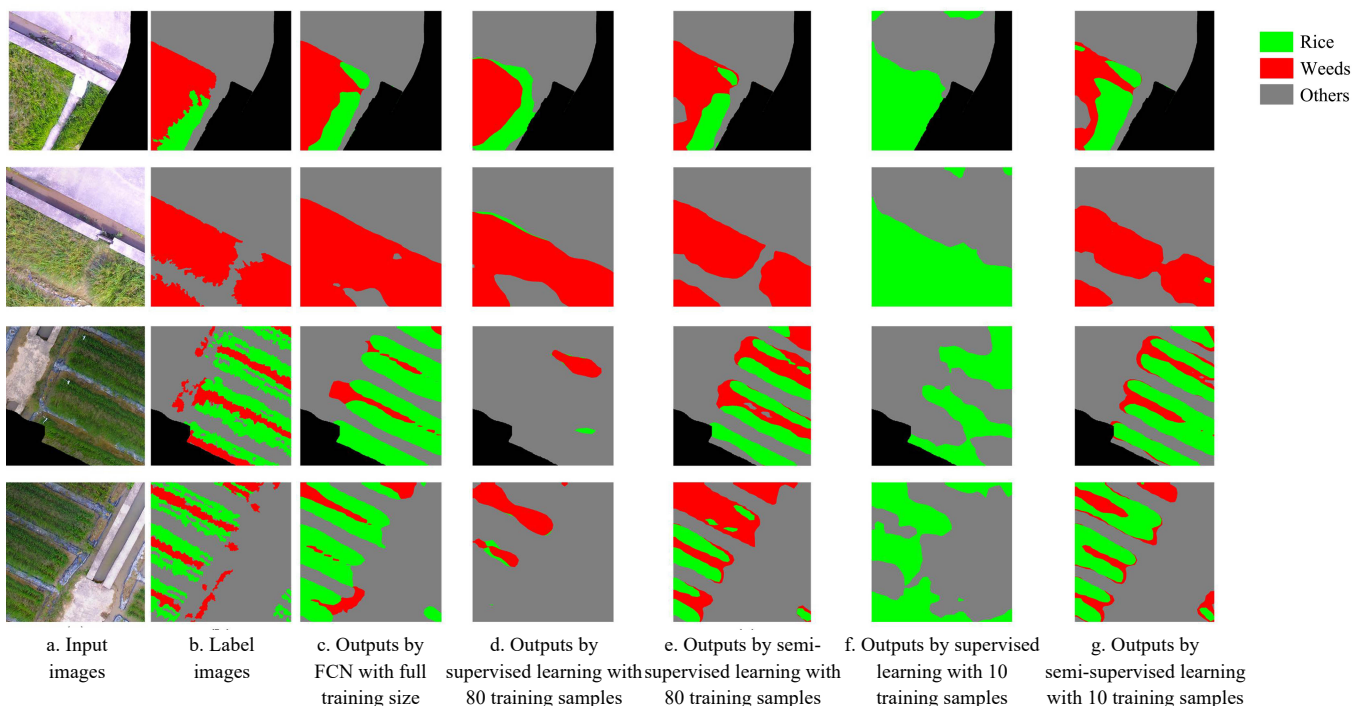 Rice
Weeds
Others
a. Input
images
b. Label
images
c. Outputs by
FCN with full
training size
d. Outputs by
supervised learning with
80 training samples
e. Outputs by semi-
supervised learning with
80 training samples
f. Outputs by supervised
learning with 10
training samples
g. Outputs by
semi-supervised learning
with 10 training samples